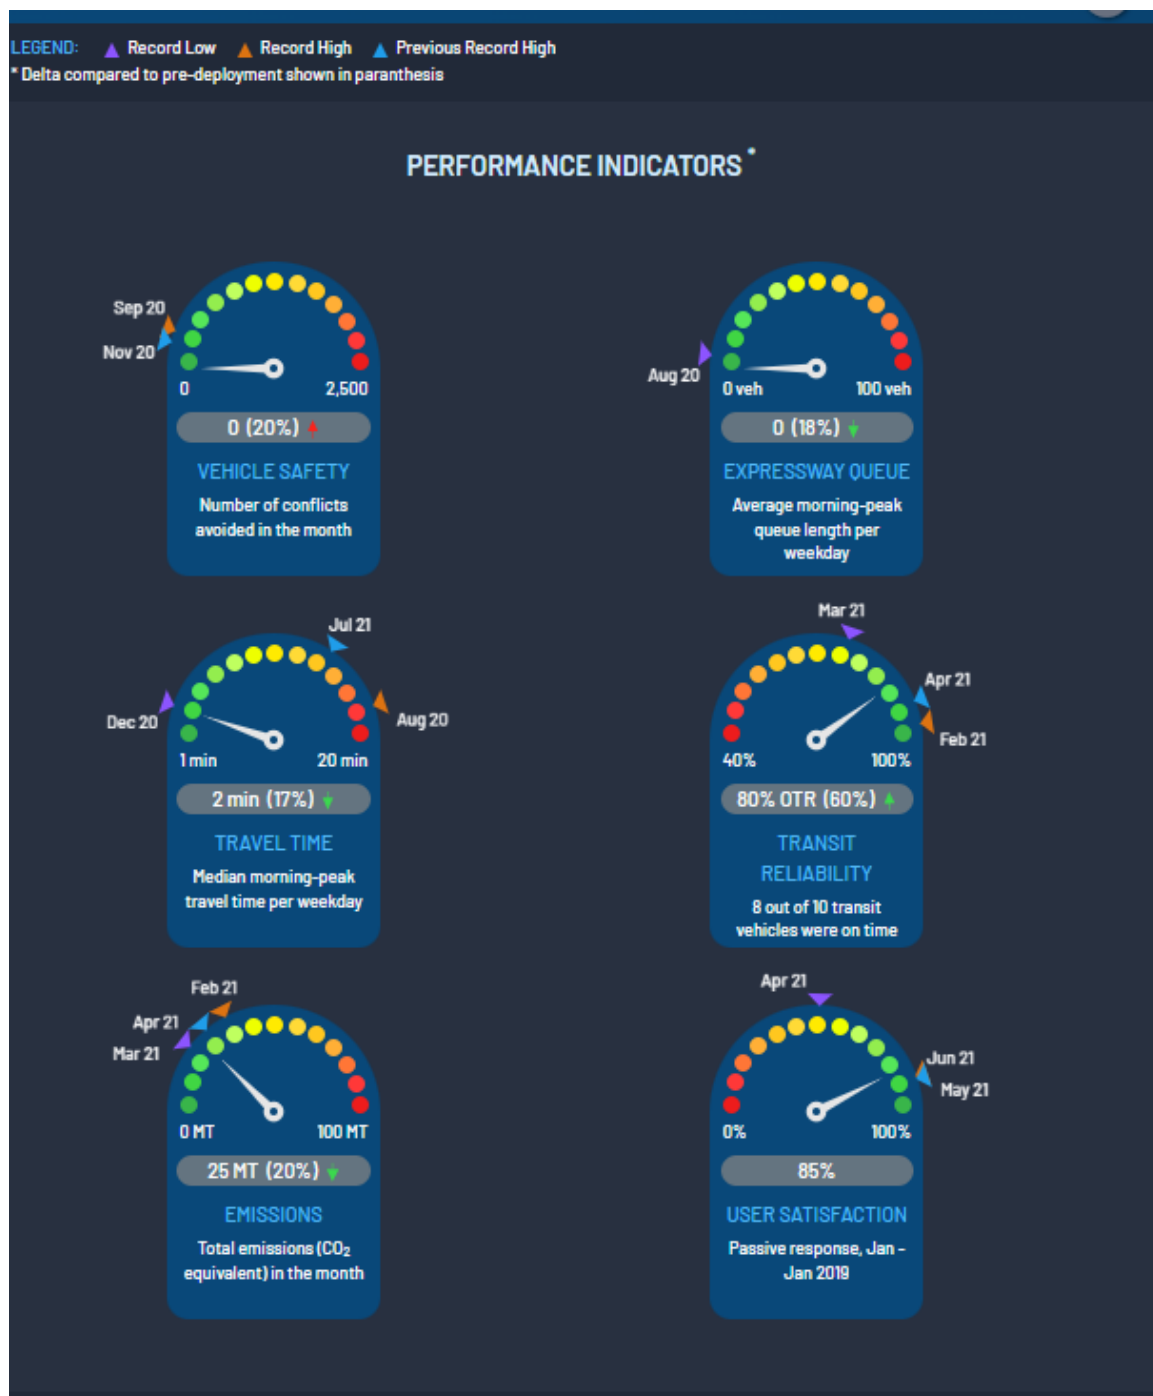 LEGEND: Record Low Record High Previous Record High
* Delta compared to pre-deployment shown in paranthesis
PERFORMANCE INDICATORS *
Sep 20
Nov 20
0 2,500
0 (20%)
VEHICLE SAFETY
Number of conflicts
avoided in the month
Aug 20
0 veh 100 veh
0 (18%)
EXPRESSWAY QUEUE
Average morning-peak
queue length per
weekday
Jul 21
Dec 20
Aug 20
1 min 20 min
2 min (17%)
TRAVEL TIME
Median morning-peak
travel time per weekday
Mar 21
Apr 21
Feb 21
40% 100%
80% OTR (60%)
TRANSIT
RELIABILITY
8 out of 10 transit
vehicles were on time
Feb 21
Apr 21
Mar 21
0 MT 100 MT
25 MT (20%)
EMISSIONS
Total emissions (CO₂
equivalent) in the month
Apr 21
Jun 21
May 21
0% 100%
85%
USER SATISFACTION
Passive response, Jan -
Jan 2019